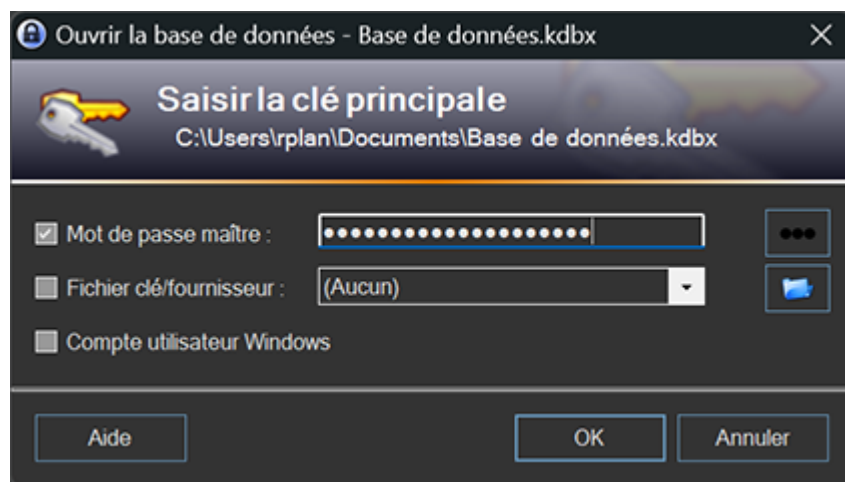 Ouvrir la base de données - Base de données.kdbx
Saisir la clé principale
C:\Users\rplan\Documents\Base de données.kdbx
Mot de passe maître : ●●●●●●●●●●●●●●●●●●●●
Fichier clé/fournisseur : (Aucun)
Compte utilisateur Windows
Aide OK Annuler